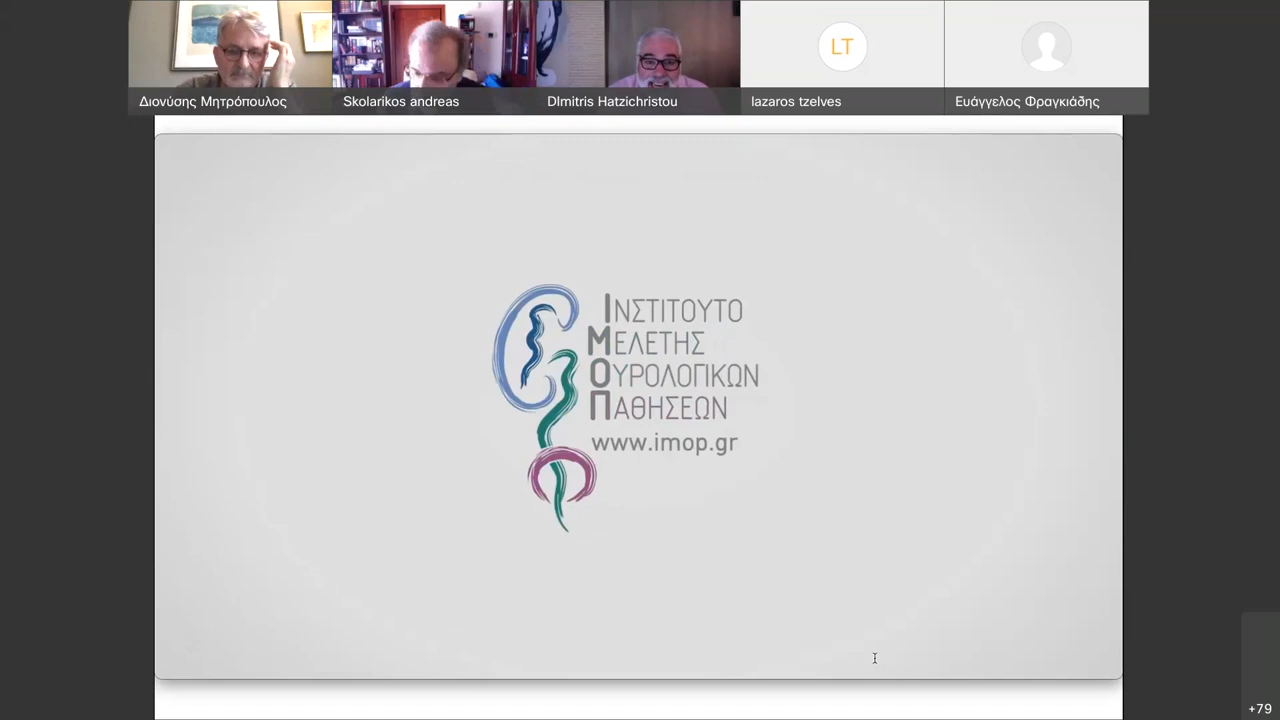 LT
Διονύσης Μητρόπουλος
Skolarikos andreas
DImitris Hatzichristou
lazaros tzelves
Ευάγγελος Φραγκιάδης
ΙΝΣΤΙΤΟΥΤΟ
ΜΕΛΕΤΗΣ
ΟΥΡΟΛΟΓΙΚΩΝ
ΠΑΘΗΣΕΩΝ
www.imop.gr
+79